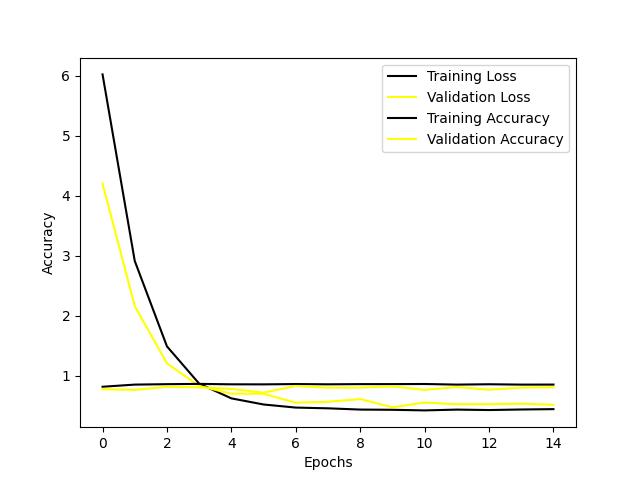 Training Loss
Validation Loss
Training Accuracy
Validation Accuracy
6
5
4
3
2
1
Accuracy
0 2 4 6 8 10 12 14
Epochs